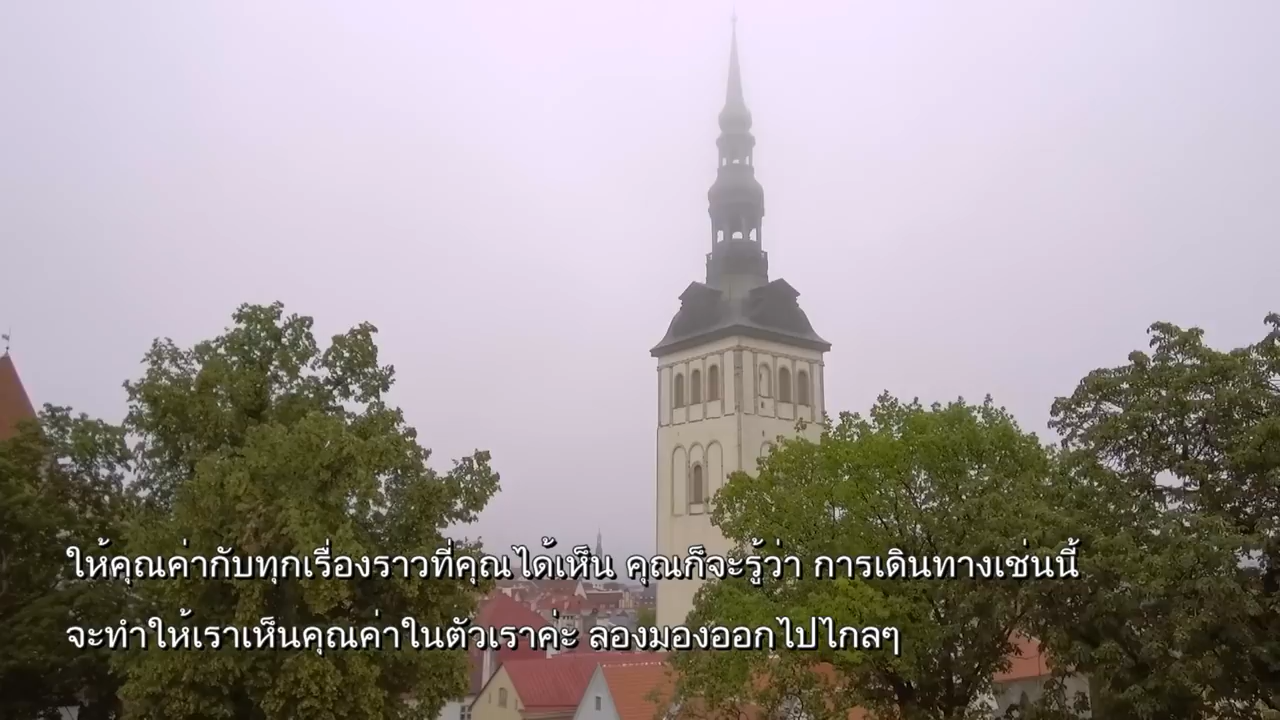 ให้คุณค่ากับทุกเรื่องราวที่คุณได้เห็น คุณก็จะรู้ว่า การเดินทางเช่นนี้
จะทำให้เราเห็นคุณค่าในตัวเราค่ะ ลองมองออกไปไกลๆ